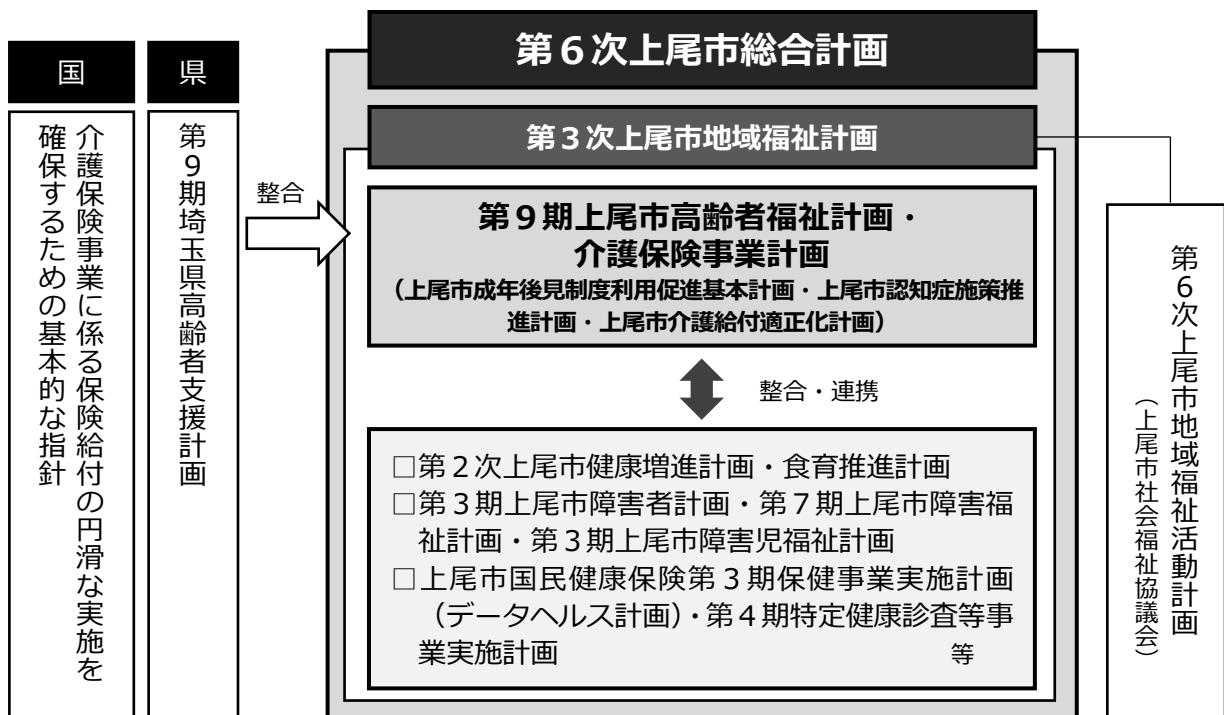 国
介護保険事業に係る保険給付の円滑な実施を
確保するための基本的な指針
県
第9期埼玉県高齢者支援計画
整合
第6次上尾市総合計画
第3次上尾市地域福祉計画
第9期上尾市高齢者福祉計画・
介護保険事業計画
（上尾市成年後見制度利用促進基本計画・上尾市認知症施策推
進計画・上尾市介護給付適正化計画）
整合・連携
□第2次上尾市健康増進計画・食育推進計画
□第3期上尾市障害者計画・第7期上尾市障害福
祉計画・第3期上尾市障害児福祉計画
□上尾市国民健康保険第3期保健事業実施計画
（データヘルス計画）・第4期特定健康診査等事
業実施計画 等
第6次上尾市地域福祉活動計画
（上尾市社会福祉協議会）